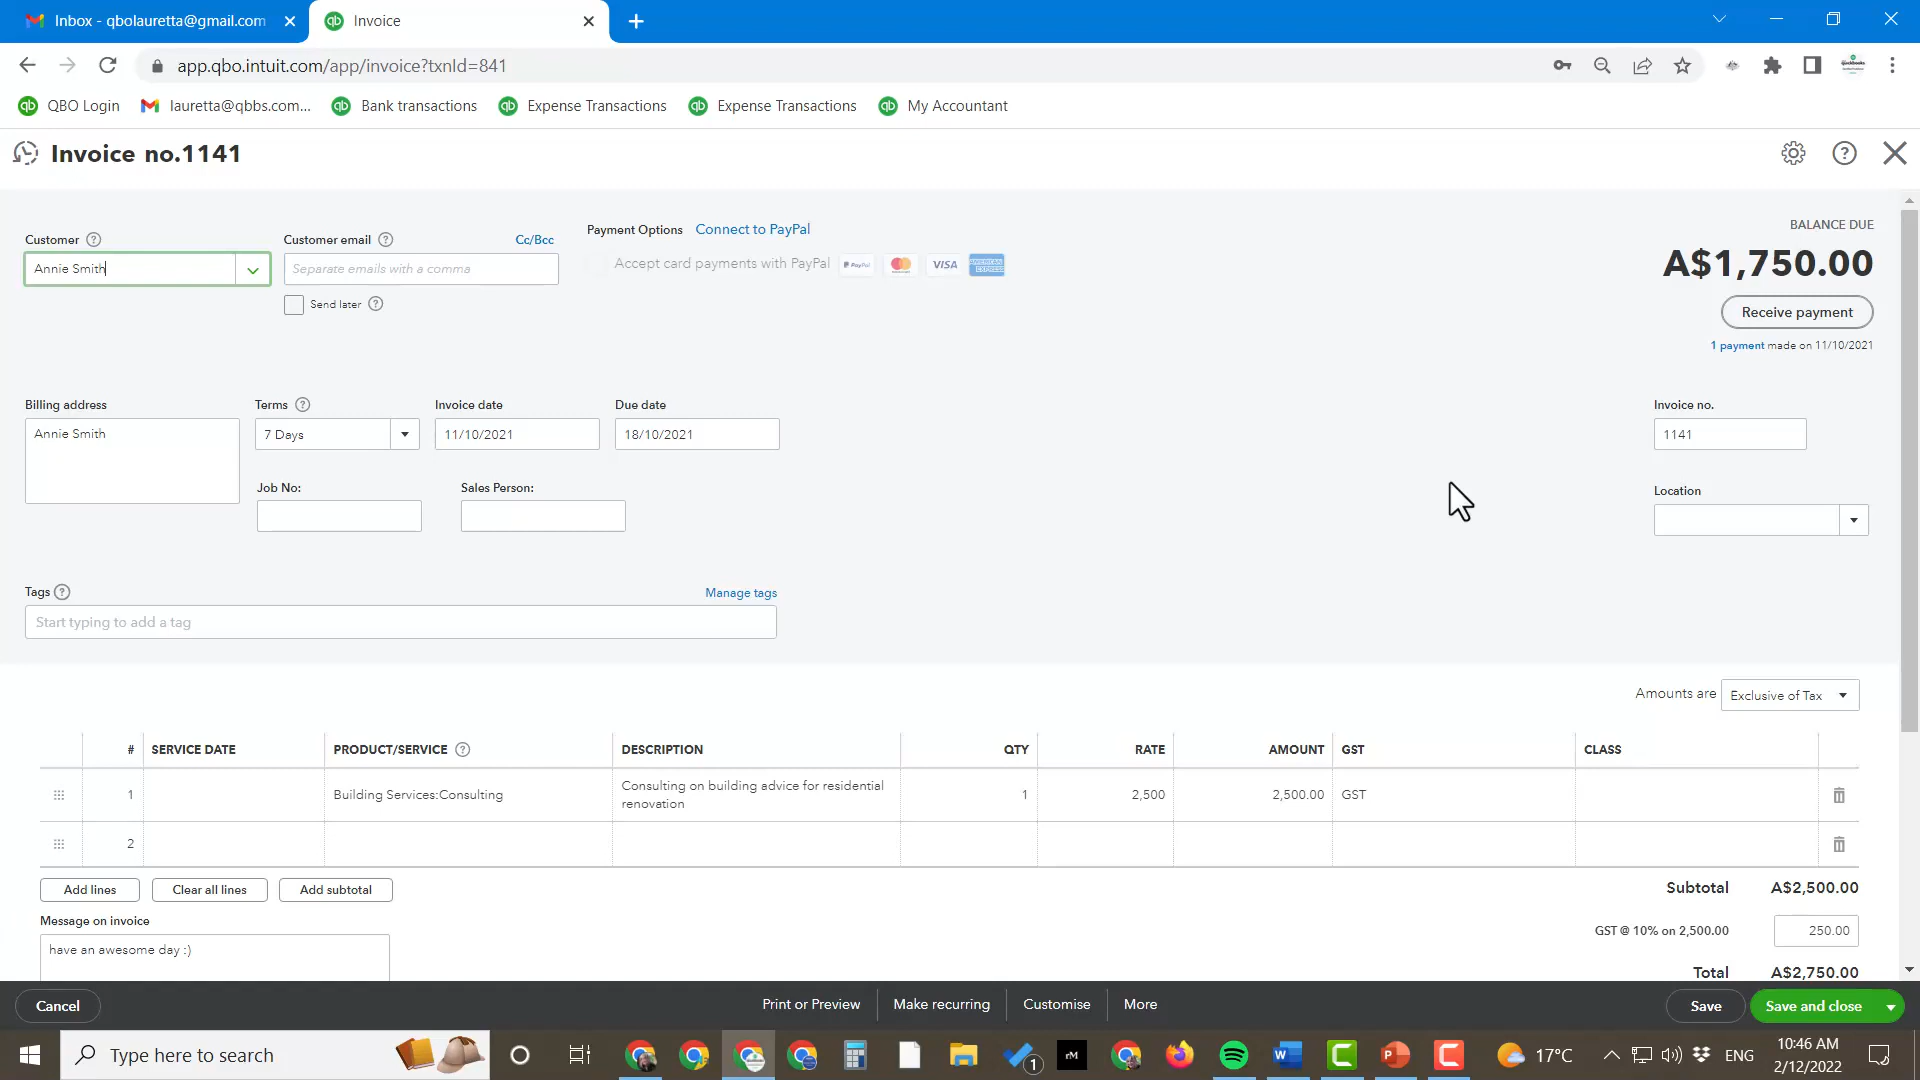 Inbox - qbolauretta@gmail.com
Invoice
app.qbo.intuit.com/app/invoice?txnId=841
QBO Login
lauretta@qbbs.com...
Bank transactions
Expense Transactions
Expense Transactions
My Accountant
Invoice no.1141
Customer
Customer email
Cc/Bcc
Payment Options
Connect to PayPal
BALANCE DUE
Annie Smith
Separate emails with a comma
Accept card payments with PayPal
PayPal
VISA
AMERICAN EXPRESS
A$1,750.00
Send later
Receive payment
1 payment made on 11/10/2021
Billing address
Terms
Invoice date
Due date
Invoice no.
Annie Smith
7 Days
11/10/2021
18/10/2021
1141
Job No:
Sales Person:
Location
Tags
Manage tags
Start typing to add a tag
Amounts are
Exclusive of Tax
#
SERVICE DATE
PRODUCT/SERVICE
DESCRIPTION
QTY
RATE
AMOUNT
GST
CLASS
1
Building Services:Consulting
Consulting on building advice for residential
renovation
1
2,500
2,500.00
GST
2
Add lines
Clear all lines
Add subtotal
Subtotal
A$2,500.00
Message on invoice
GST @ 10% on 2,500.00
250.00
have an awesome day :)
Total
A$2,750.00
Cancel
Print or Preview
Make recurring
Customise
More
Save
Save and close
Type here to search
1
rM
17°C
ENG
10:46 AM
2/12/2022